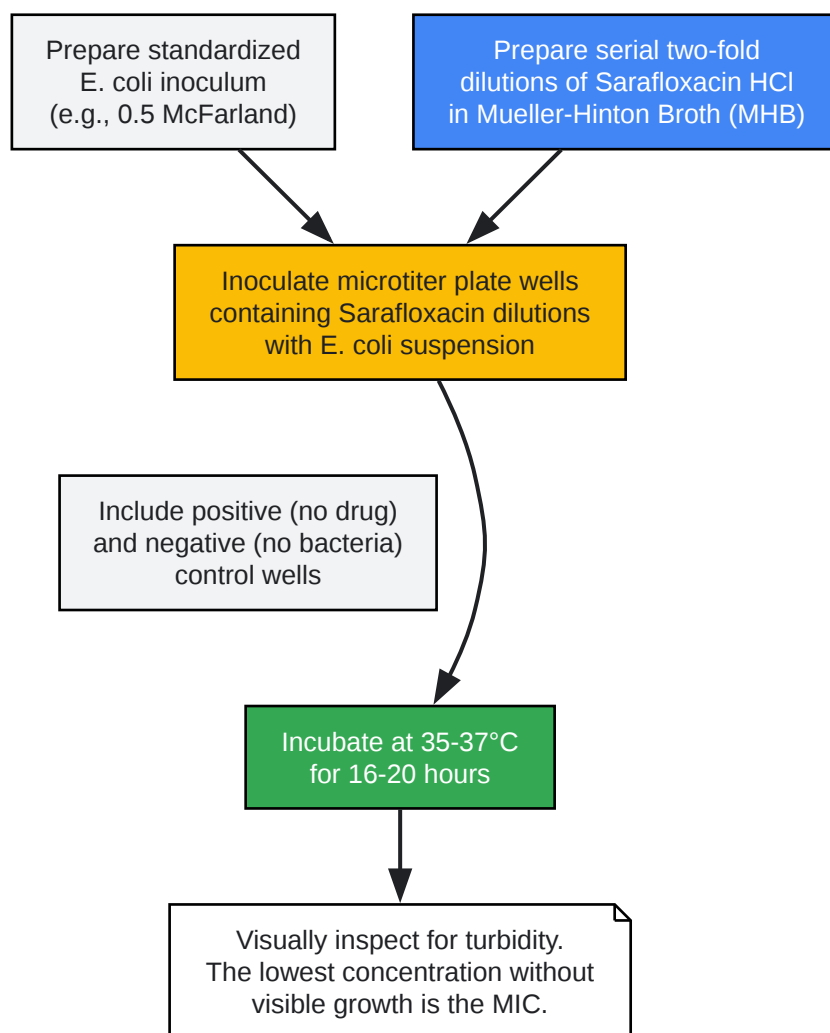 Prepare standardized
E. coli inoculum
(e.g., 0.5 McFarland)
Prepare serial two-fold
dilutions of Sarafloxacin HCl
in Mueller-Hinton Broth (MHB)
Inoculate microtiter plate wells
containing Sarafloxacin dilutions
with E. coli suspension
Include positive (no drug)
and negative (no bacteria)
control wells
Incubate at 35-37°C
for 16-20 hours
Visually inspect for turbidity.
The lowest concentration without
visible growth is the MIC.